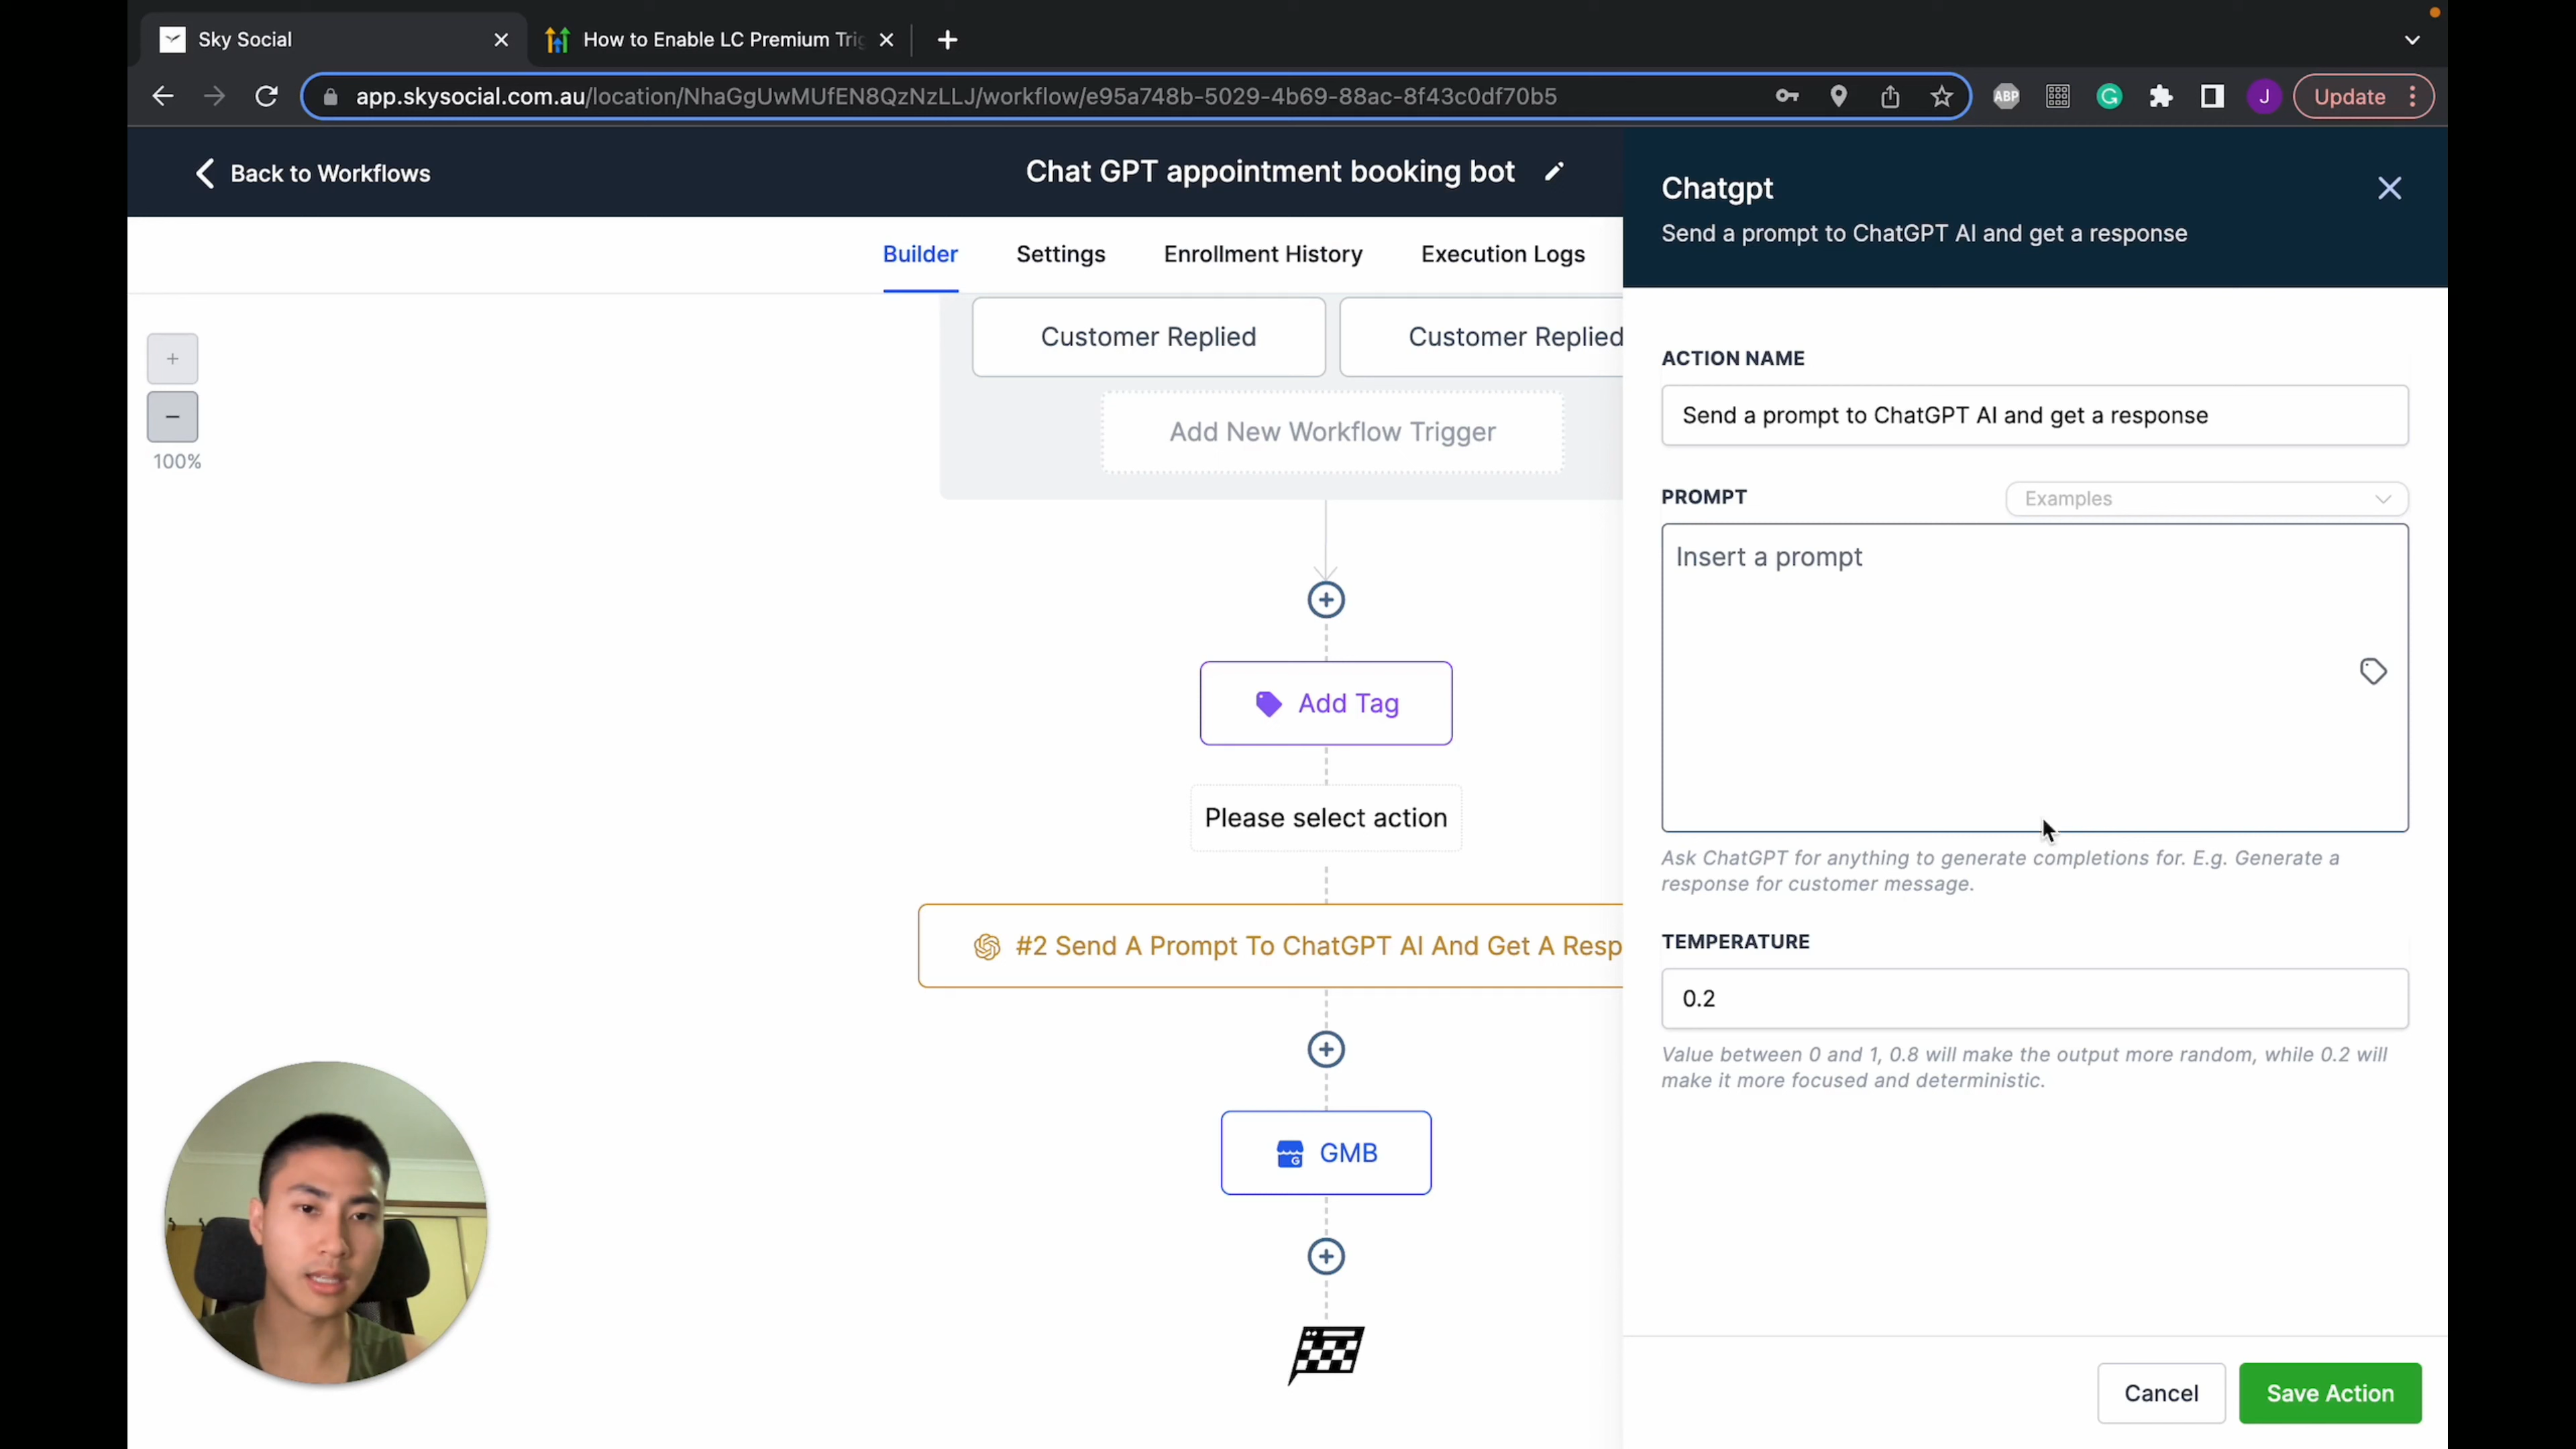 Sky Social
How to Enable LC Premium Trig
app.skysocial.com.au/location/NhaGgUwMUfEN8QzNzLLJ/workflow/e95a748b-5029-4b69-88ac-8f43c0df70b5
ABP
G
J
Update
Back to Workflows
Chat GPT appointment booking bot
Chatgpt
Send a prompt to ChatGPT AI and get a response
Builder
Settings
Enrollment History
Execution Logs
Customer Replied
Customer Replied
Add New Workflow Trigger
100%
ACTION NAME
Send a prompt to ChatGPT AI and get a response
PROMPT
Examples
Insert a prompt
Add Tag
Please select action
Ask ChatGPT for anything to generate completions for. E.g. Generate a
response for customer message.
#2 Send A Prompt To ChatGPT AI And Get A Resp
TEMPERATURE
0.2
Value between 0 and 1, 0.8 will make the output more random, while 0.2 will
make it more focused and deterministic.
GMB
Cancel
Save Action